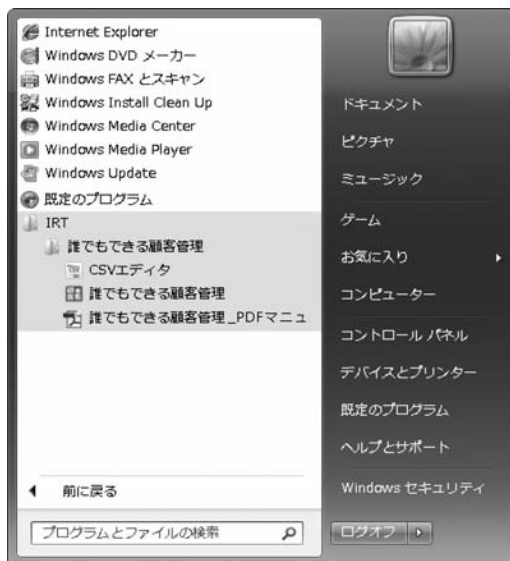 Internet Explorer
Windows DVD メーカー
Windows FAX とスキャン
Windows Install Clean Up
Windows Media Center
Windows Media Player
Windows Update
既定のプログラム
IRT
誰でもできる顧客管理
CSVエディタ
誰でもできる顧客管理
誰でもできる顧客管理_PDFマニュ
前に戻る
プログラムとファイルの検索
ドキュメント
ピクチャ
ミュージック
ゲーム
お気に入り
コンピューター
コントロール パネル
デバイスとプリンター
既定のプログラム
ヘルプとサポート
Windows セキュリティ
ログオフ